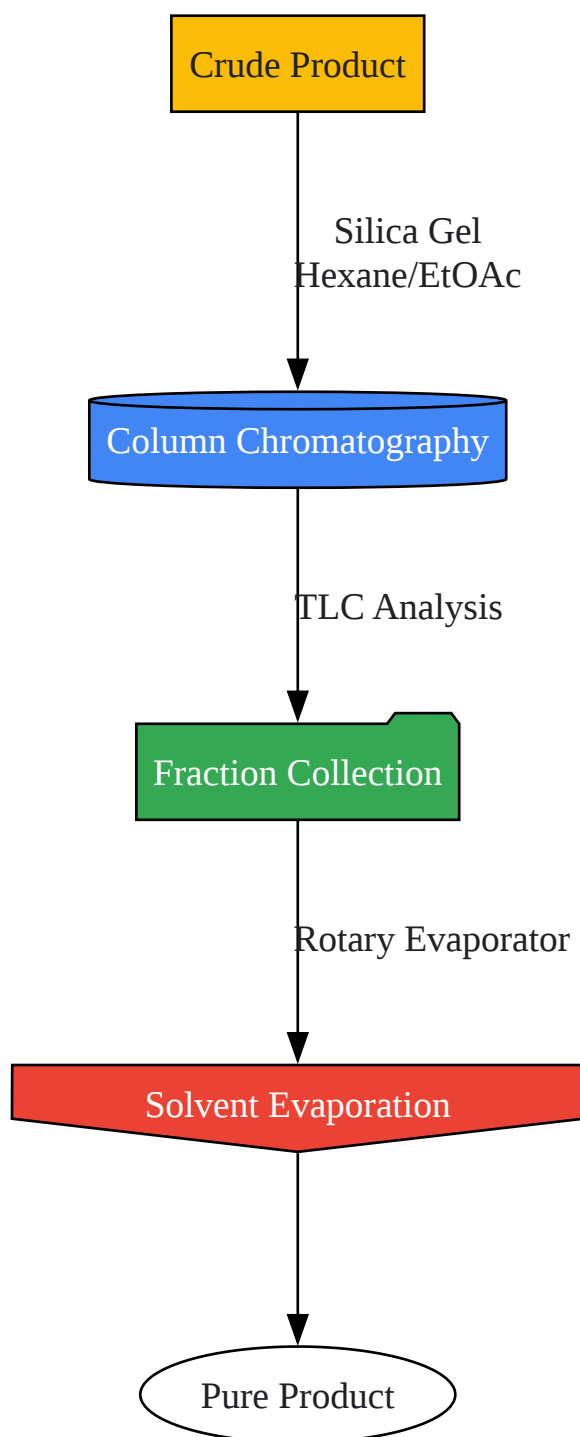 Crude Product
Silica Gel
Hexane/EtOAc
Column Chromatography
TLC Analysis
Fraction Collection
Rotary Evaporator
Solvent Evaporation
Pure Product